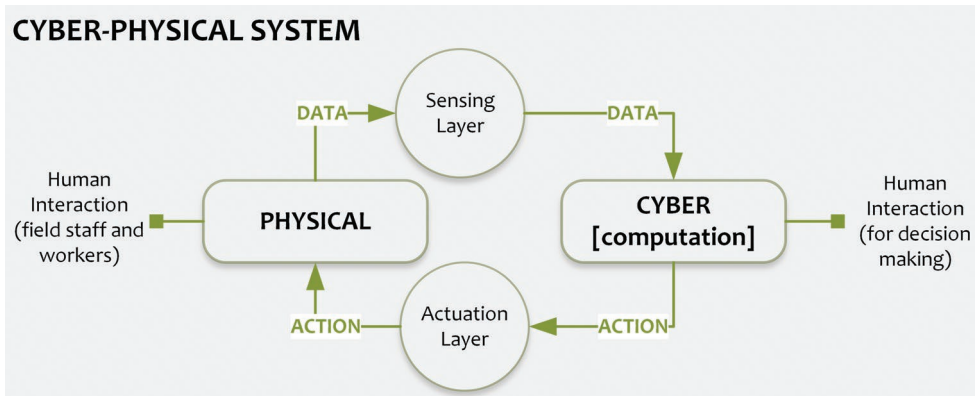 CYBER-PHYSICAL SYSTEM
DATA
Sensing
Layer
DATA
Human
Interaction
(field staff and
workers)
PHYSICAL
CYBER
[computation]
Human
Interaction
(for decision
making)
ACTION
Actuation
Layer
ACTION